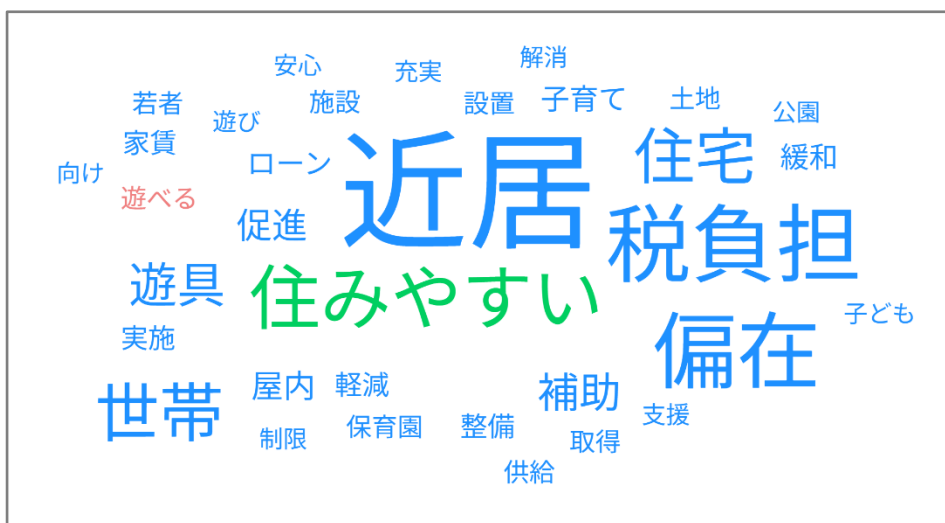 解消
安心
充実
若者
施設
設置
子育て
土地
公園
遊び
家賃
ローン
近居
住宅
緩和
向け
遊べる
促進
税負担
遊具
住みやすい
子ども
実施
偏在
世帯
屋内
軽減
補助
支援
制限
保育園
整備
取得
供給